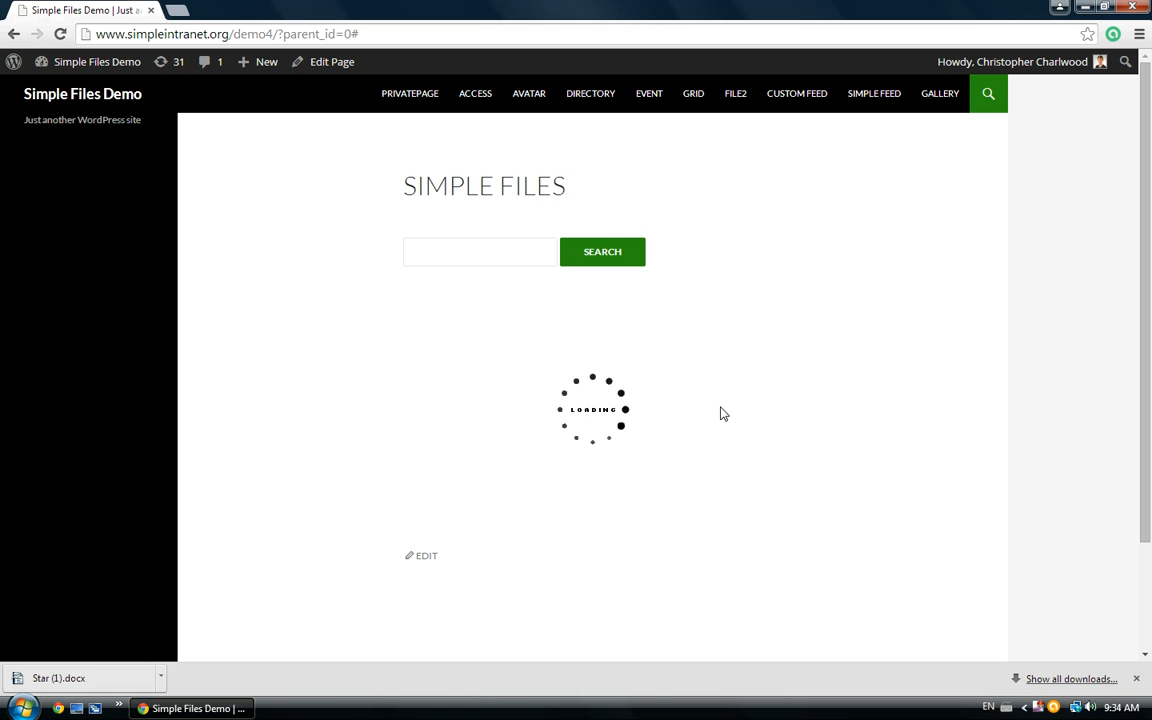 Simple Files Demo | Just a
www.simpleintranet.org/demo4/?parent_id=0#
Simple Files Demo 31 1 New Edit Page Howdy, Christopher Charlwood
Simple Files Demo PRIVATEPAGE ACCESS AVATAR DIRECTORY EVENT GRID FILE2 CUSTOM FEED SIMPLE FEED GALLERY
Just another WordPress site
SIMPLE FILES
SEARCH
LOADING
EDIT
Star (1).docx Show all downloads...
Simple Files Demo | ... EN 9:34 AM